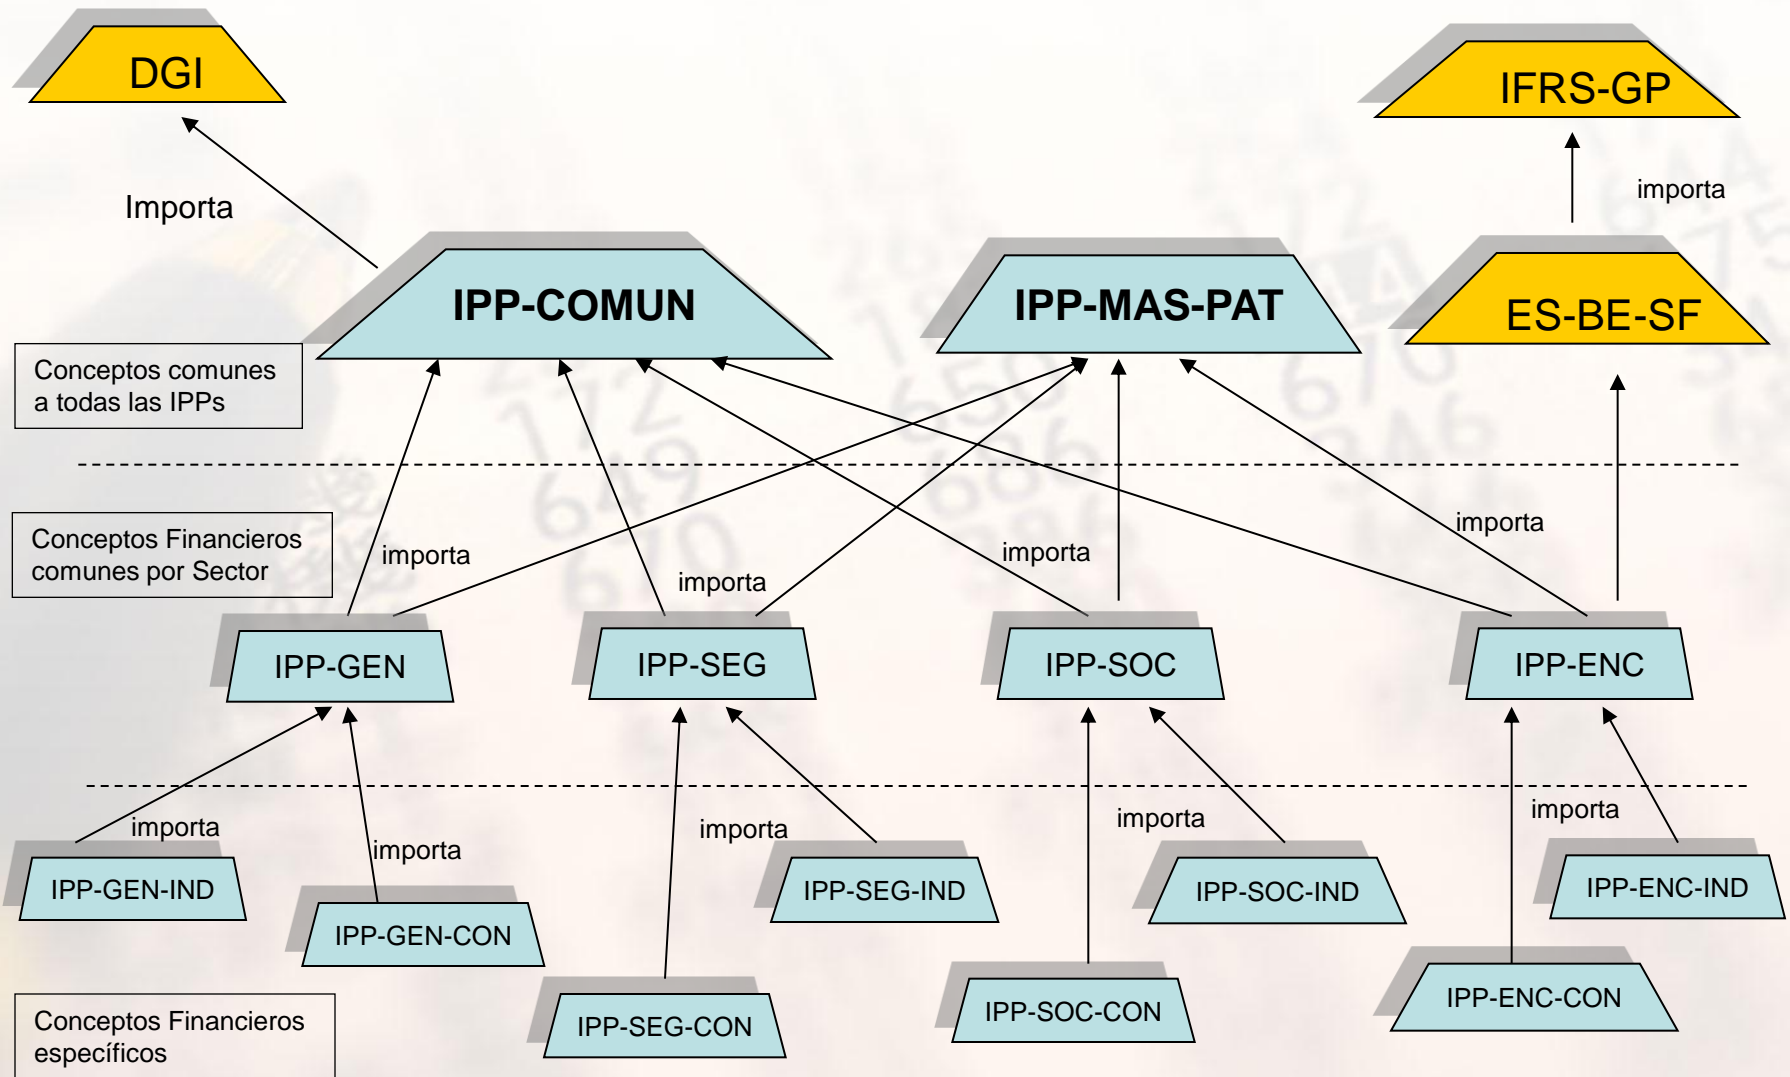 DGI
IFRS-GP
Importa
importa
IPP-COMUN
IPP-MAS-PAT
ES-BE-SF
Conceptos comunes
a todas las IPPs
Conceptos Financieros
comunes por Sector
importa
importa
importa
importa
IPP-GEN
IPP-SEG
IPP-SOC
IPP-ENC
importa
importa
importa
importa
importa
IPP-GEN-IND
IPP-GEN-CON
IPP-SEG-IND
IPP-SEG-CON
IPP-SOC-IND
IPP-SOC-CON
IPP-ENC-IND
IPP-ENC-CON
Conceptos Financieros
específicos